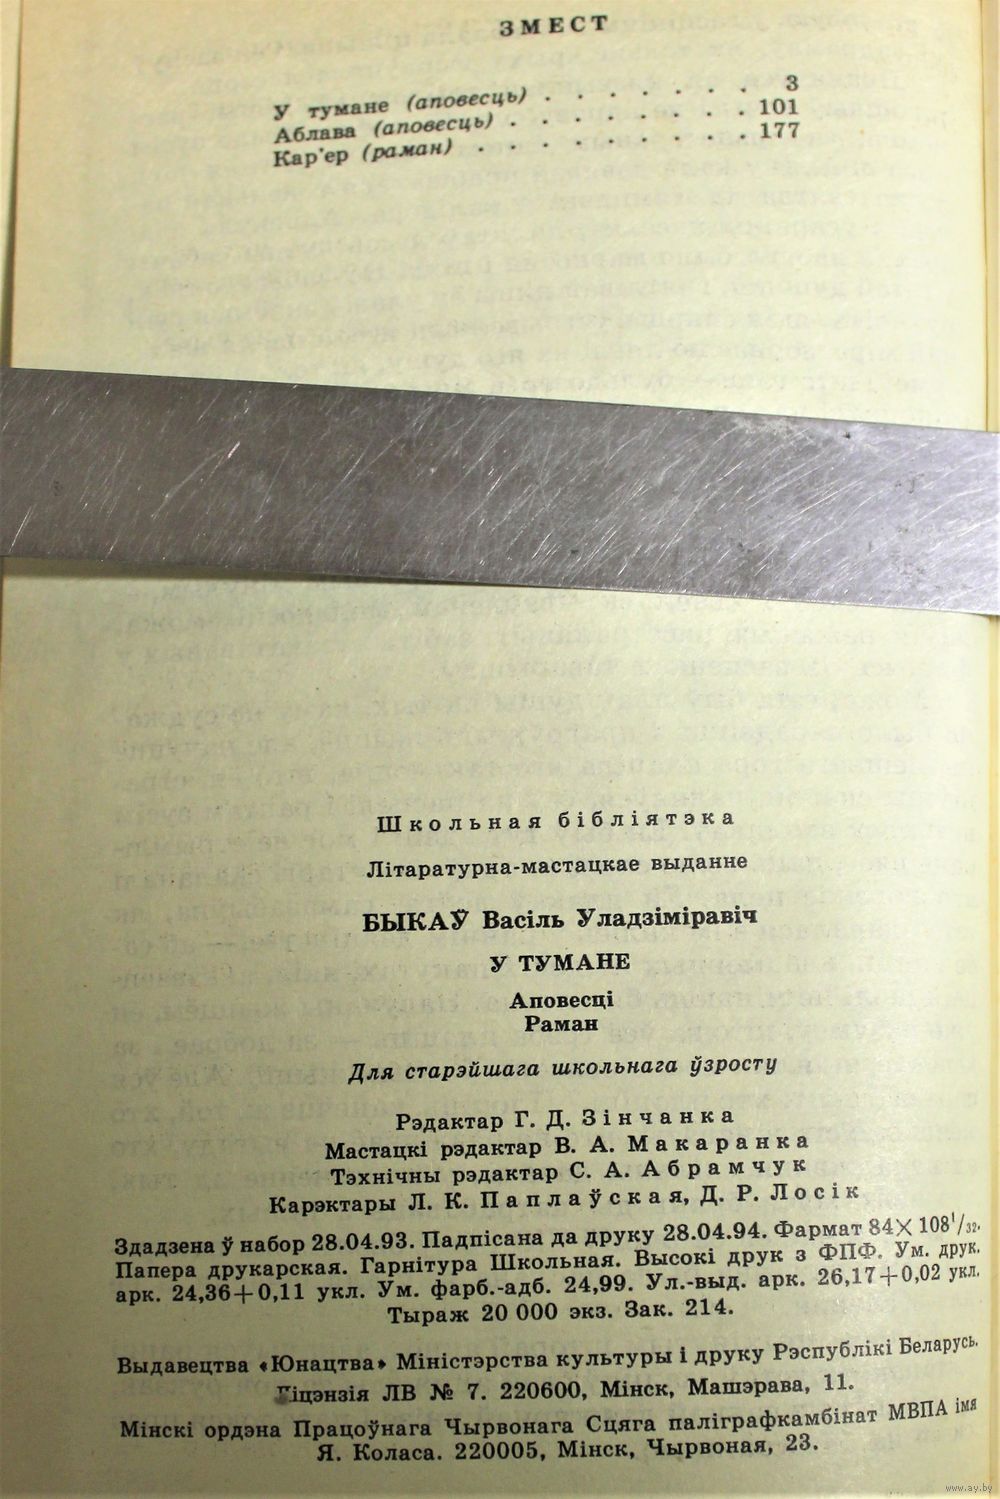 ЗМЕСТ
У тумане (аповесць) . . . . . . . 3
Аблава (аповесць) . . . . . . . . 101
Кар'ер (раман) . . . . . . . . . 177
Школьная бібліятэка
Літаратурна-мастацкае выданне
БЫКАЎ Васіль Уладзіміравіч
У ТУМАНЕ
Аповесці
Раман
Для старэйшага школьнага ўзросту
Рэдактар Г. Д. Зінчанка
Мастацкі рэдактар В. А. Макаранка
Тэхнічны рэдактар С. А. Абрамчук
Карэктары Л. К. Паплаўская, Д. Р. Лосік
Здадзена ў набор 28.04.93. Падпісана да друку 28.04.94. Фармат 84×108¹/₃₂.
Папера друкарская. Гарнітура Школьная. Высокі друк з ФПФ. Ум. друк.
арк. 24,36+0,11 укл. Ум. фарб.-адб. 24,99. Ул.-выд. арк. 26,17+0,02 укл.
Тыраж 20 000 экз. Зак. 214.
Выдавецтва «Юнацтва» Міністэрства культуры і друку Рэспублікі Беларусь.
Ліцэнзія ЛВ № 7. 220600, Мінск, Машэрава, 11.
Мінскі ордэна Працоўнага Чырвонага Сцяга паліграфкамбінат МВПА імя
Я. Коласа. 220005, Мінск, Чырвоная, 23.
www.ay.by